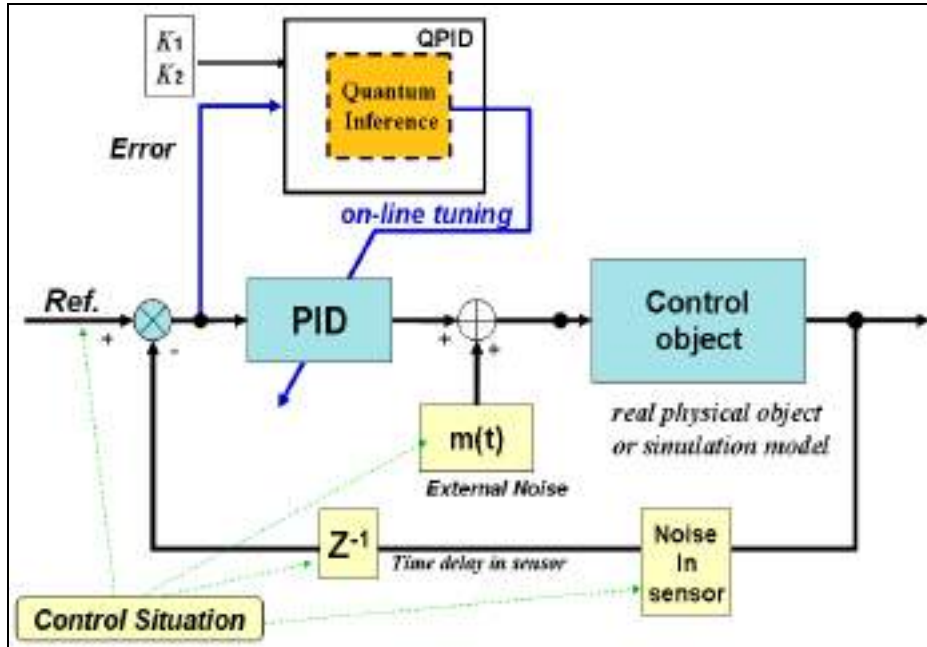 K1
K2
QPID
Quantum
Inference
Error
on-line tuning
Ref.
+
-
PID
+
+
Control
object
real physical object
or simulation model
m(t)
External Noise
Z-1
Time delay in sensor
Noise
In
sensor
Control Situation